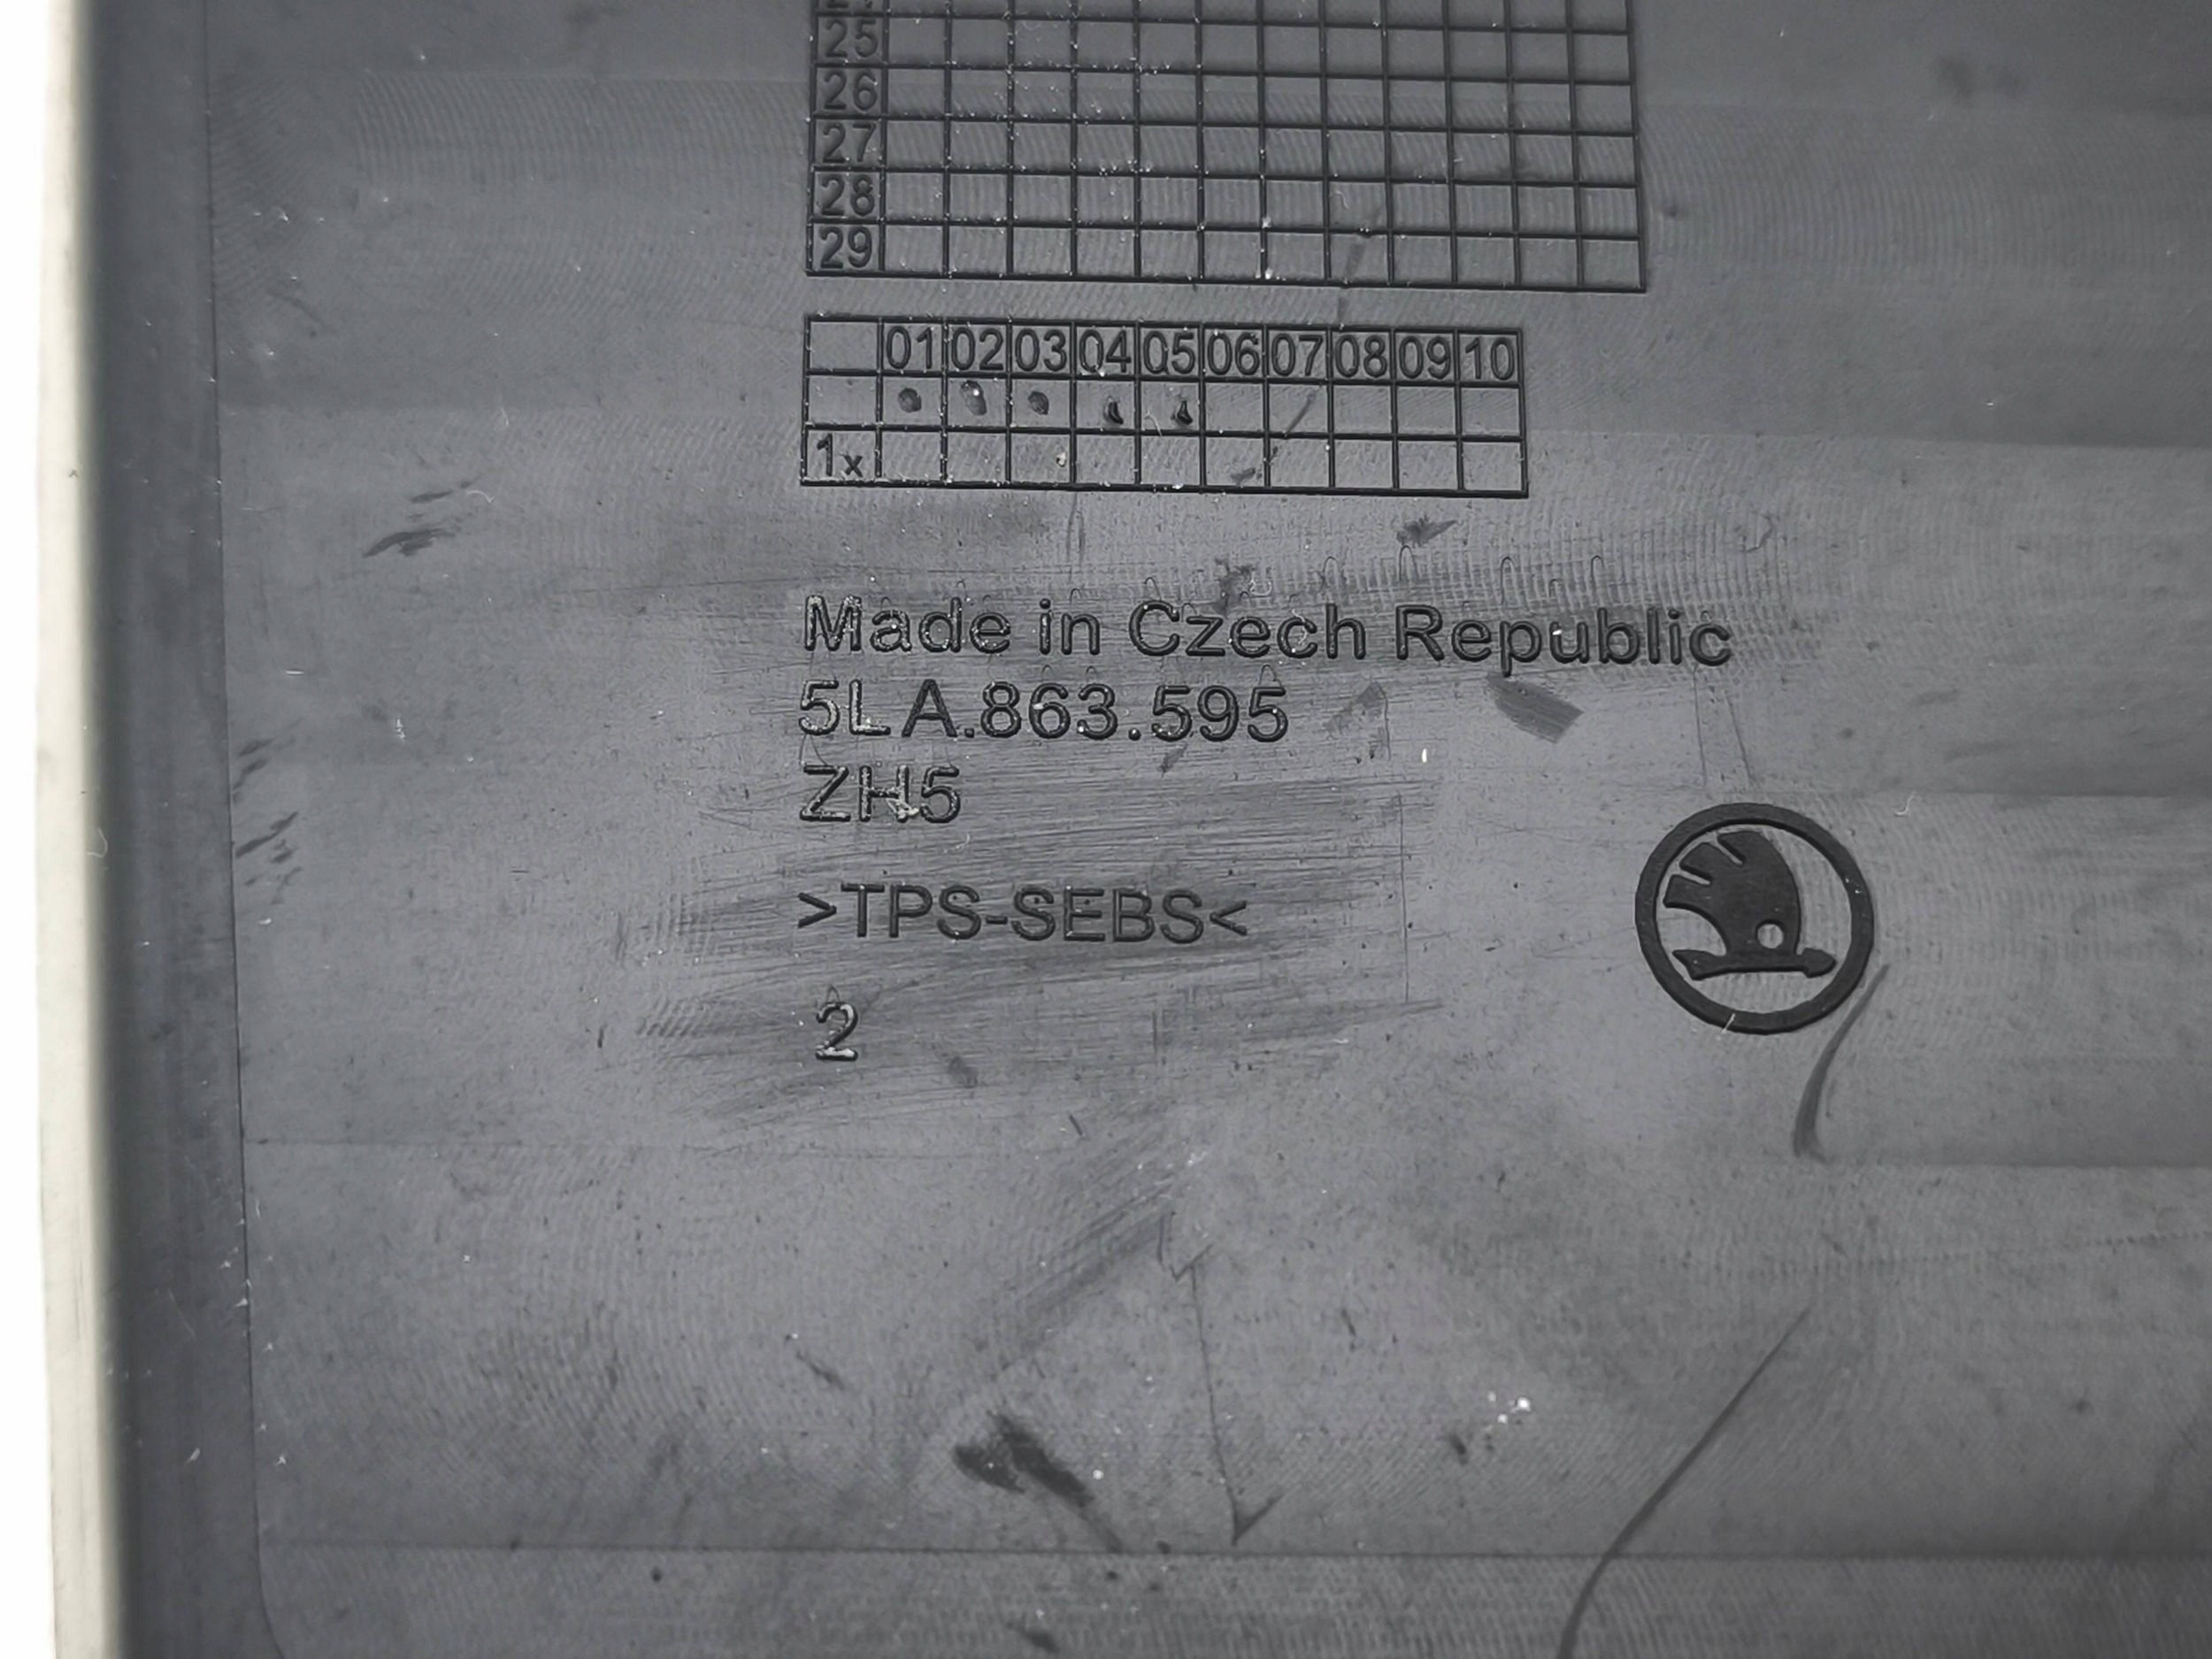 25
26
27
28
29
01 02 03 04 05 06 07 08 09 10
1x
Made in Czech Republic
5LA.863.595
ZH5
>TPS-SEBS<
2